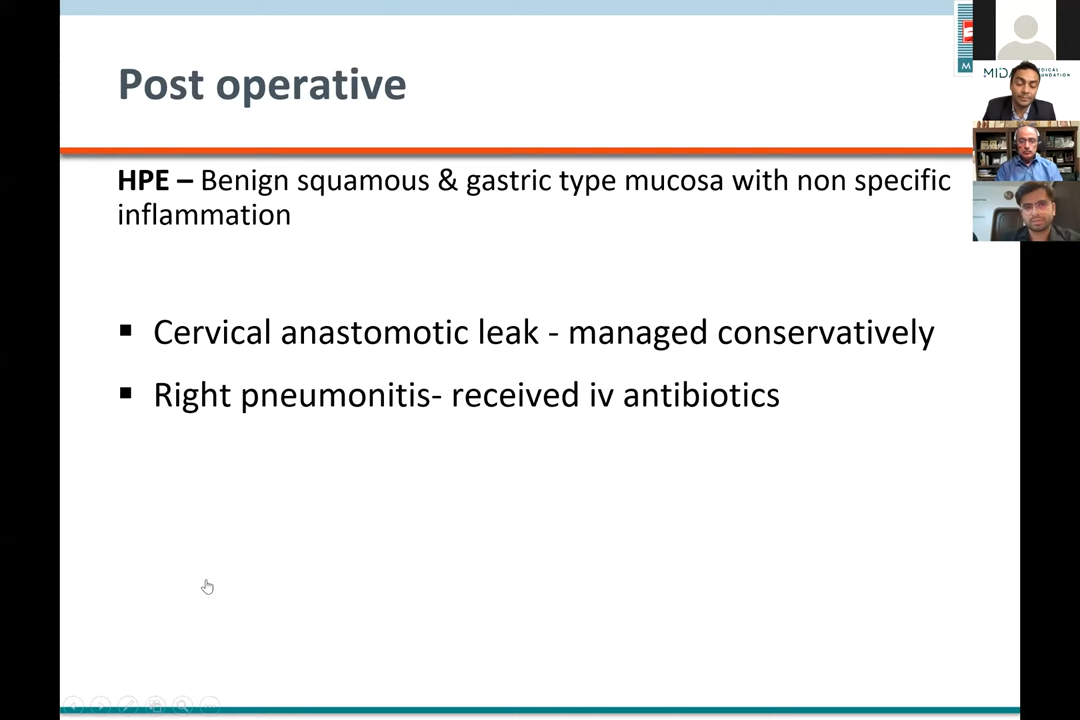 Post operative
HPE – Benign squamous & gastric type mucosa with non specific
inflammation
▪ Cervical anastomotic leak - managed conservatively
▪ Right pneumonitis- received iv antibiotics
M